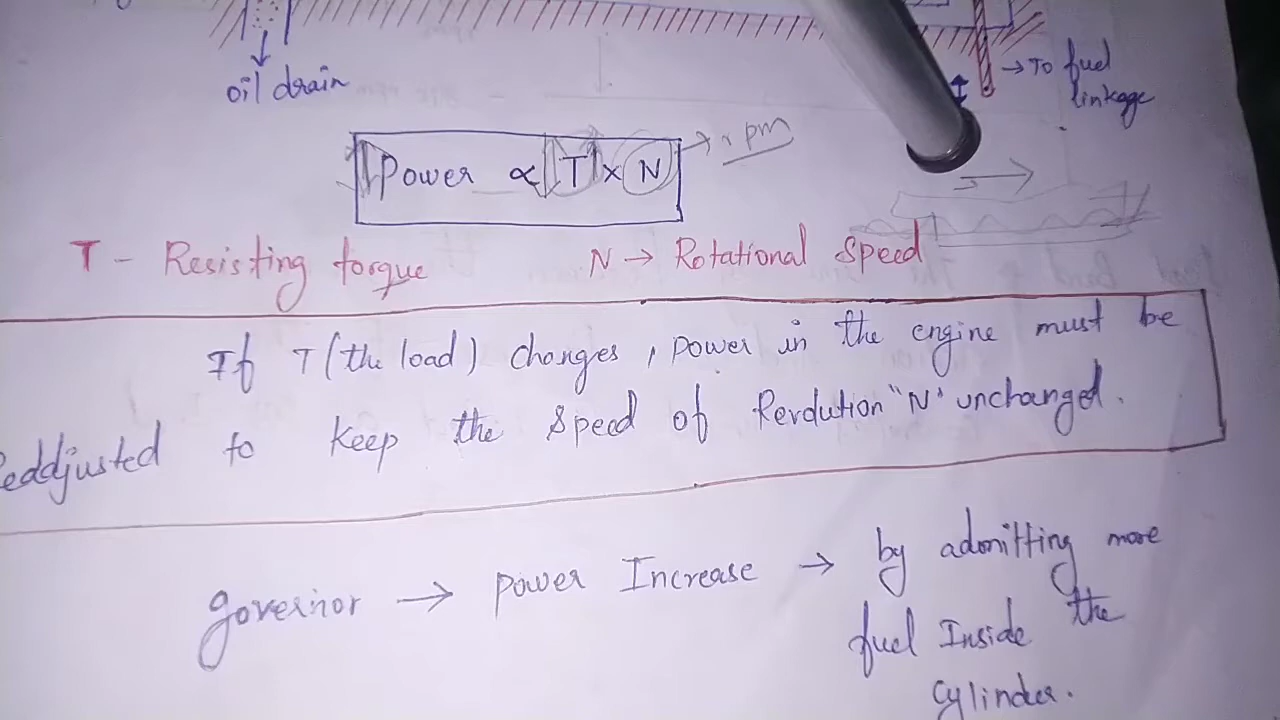 oil drain
→ To fuel
linkage
Power ∝ T × N → rpm
T - Resisting torque
N → Rotational Speed
If T (the load) changes, power in the engine must be
Readjusted to keep the speed of Revolution "N" unchanged.
governor → power Increase → by admitting more
fuel Inside the
cylinder.